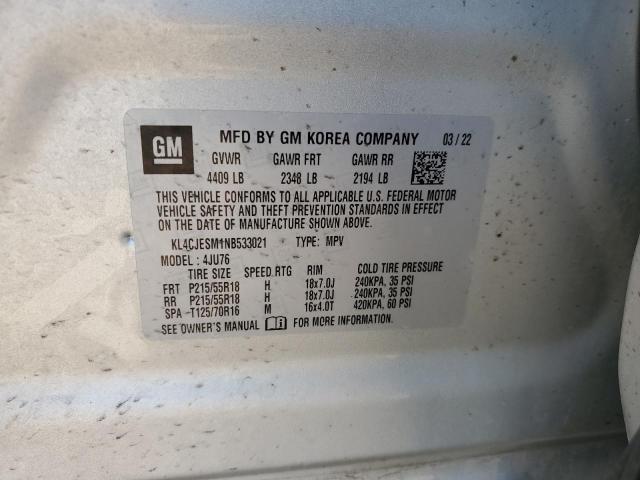 GM MFD BY GM KOREA COMPANY 03/22
GVWR GAWR FRT GAWR RR
4409 LB 2348 LB 2194 LB
THIS VEHICLE CONFORMS TO ALL APPLICABLE U.S. FEDERAL MOTOR
VEHICLE SAFETY AND THEFT PREVENTION STANDARDS IN EFFECT
ON THE DATE OF MANUFACTURE SHOWN ABOVE.
KL4CJESM1NB533021 TYPE: MPV
MODEL: 4JU76
TIRE SIZE SPEED.RTG RIM COLD TIRE PRESSURE
FRT P215/55R18 H 18x7.0J 240KPA, 35 PSI
RR P215/55R18 H 18x7.0J 240KPA, 35 PSI
SPA T125/70R16 M 16x4.0T 420KPA, 60 PSI
SEE OWNER'S MANUAL FOR MORE INFORMATION.